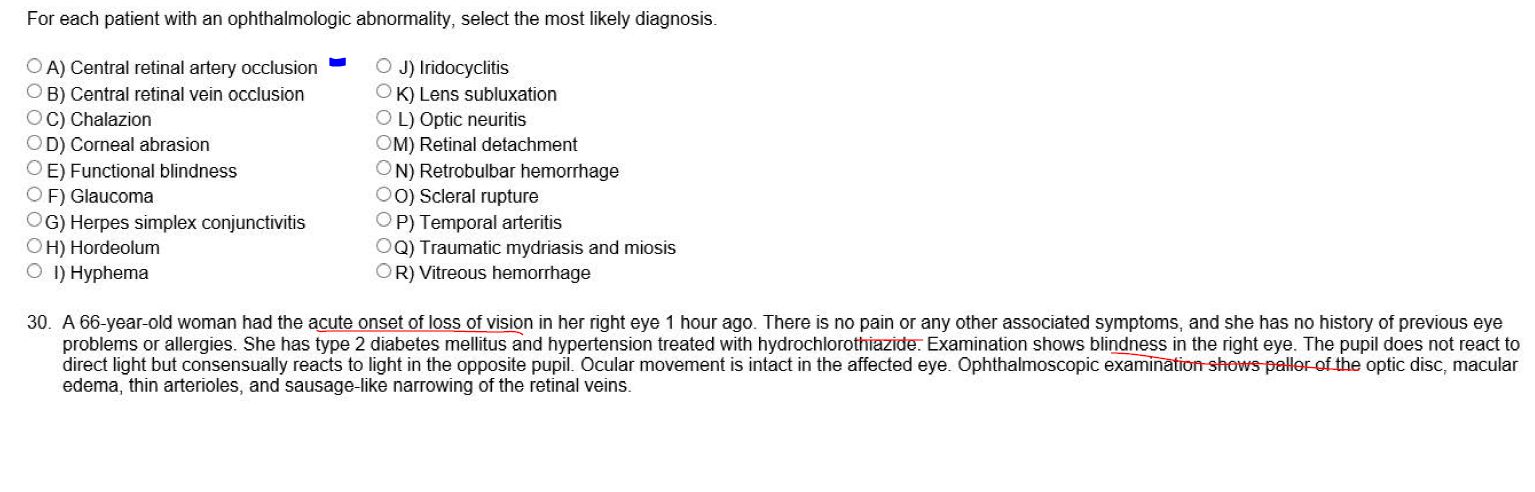 For each patient with an ophthalmologic abnormality, select the most likely diagnosis.
A) Central retinal artery occlusion
B) Central retinal vein occlusion
C) Chalazion
D) Corneal abrasion
E) Functional blindness
F) Glaucoma
G) Herpes simplex conjunctivitis
H) Hordeolum
I) Hyphema
J) Iridocyclitis
K) Lens subluxation
L) Optic neuritis
M) Retinal detachment
N) Retrobulbar hemorrhage
O) Scleral rupture
P) Temporal arteritis
Q) Traumatic mydriasis and miosis
R) Vitreous hemorrhage
30. A 66-year-old woman had the acute onset of loss of vision in her right eye 1 hour ago. There is no pain or any other associated symptoms, and she has no history of previous eye
problems or allergies. She has type 2 diabetes mellitus and hypertension treated with hydrochlorothiazide. Examination shows blindness in the right eye. The pupil does not react to
direct light but consensually reacts to light in the opposite pupil. Ocular movement is intact in the affected eye. Ophthalmoscopic examination shows pallor of the optic disc, macular
edema, thin arterioles, and sausage-like narrowing of the retinal veins.